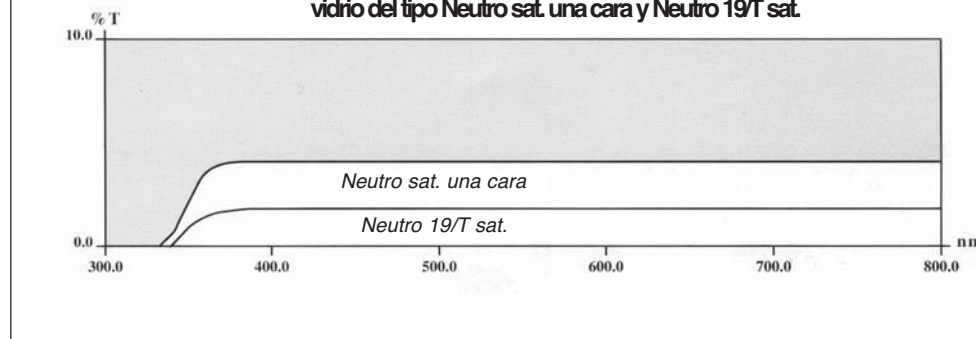 vidrio del tipo Neutro sat. una cara y Neutro 19/T sat.
% T
10.0
Neutro sat. una cara
Neutro 19/T sat.
0.0
300.0 400.0 500.0 600.0 700.0 800.0